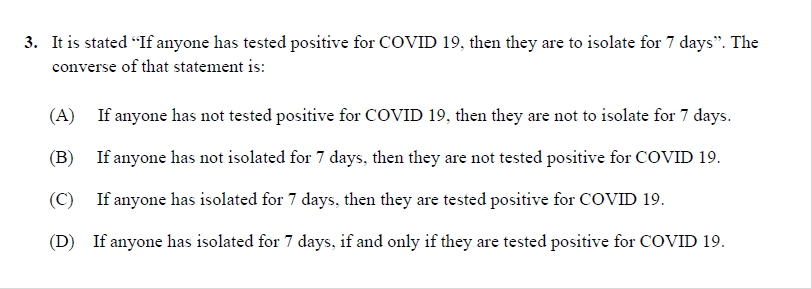 3. It is stated “If anyone has tested positive for COVID 19, then they are to isolate for 7 days”. The
converse of that statement is:
(A) If anyone has not tested positive for COVID 19, then they are not to isolate for 7 days.
(B) If anyone has not isolated for 7 days, then they are not tested positive for COVID 19.
(C) If anyone has isolated for 7 days, then they are tested positive for COVID 19.
(D) If anyone has isolated for 7 days, if and only if they are tested positive for COVID 19.